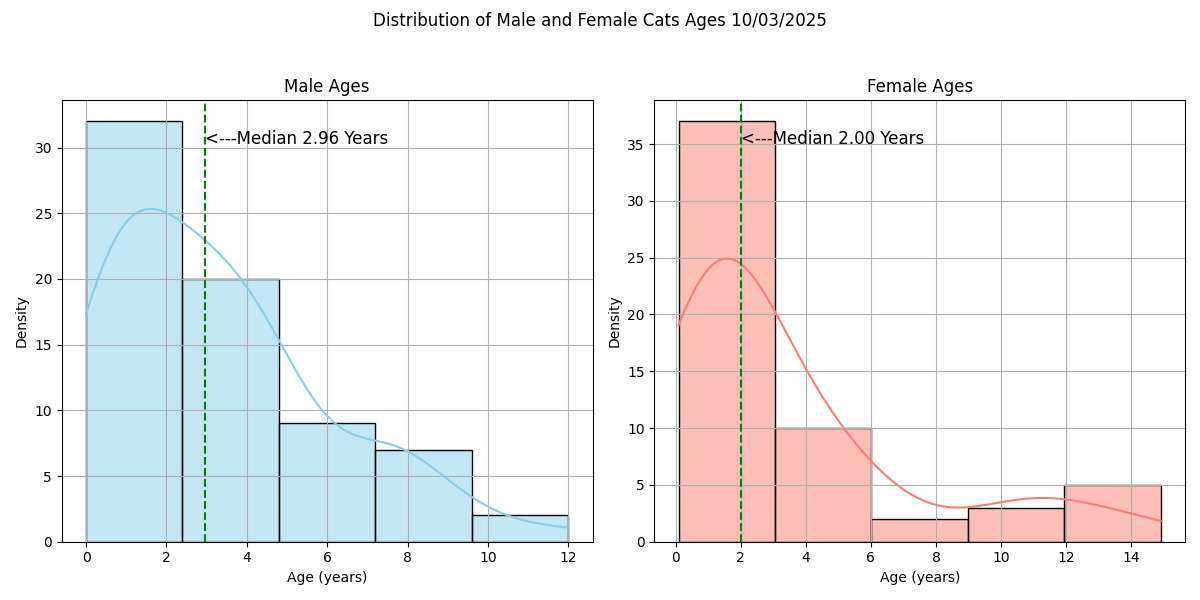 Distribution of Male and Female Cats Ages 10/03/2025
Male Ages
<---Median 2.96 Years
Density
30
25
20
15
10
5
0
0 2 4 6 8 10 12
Age (years)
Female Ages
<---Median 2.00 Years
Density
35
30
25
20
15
10
5
0
0 2 4 6 8 10 12 14
Age (years)